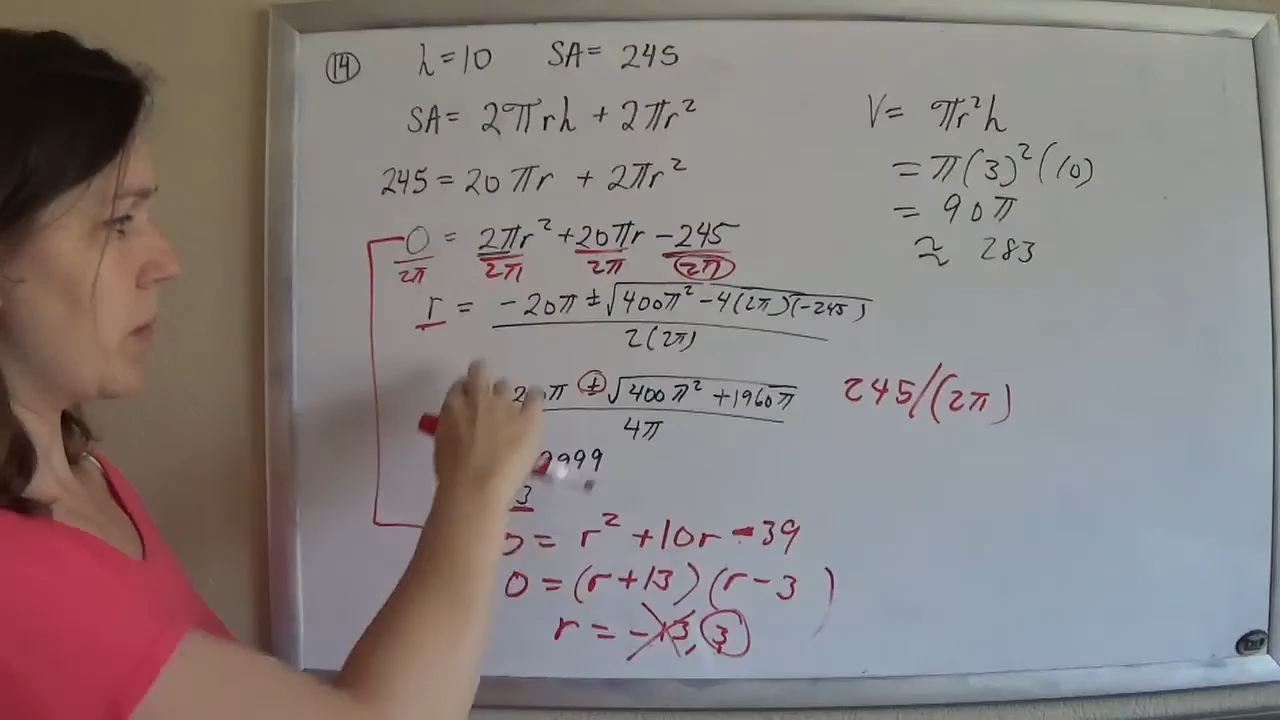 14 h=10 SA= 245
SA= 2πrh + 2πr²
245 = 20πr + 2πr²
0 = 2πr² + 20πr - 245
2π 2π 2π 2π
r = -20π ± √400π² - 4(2π)(-245)
2(2π)
π ± √400π² + 1960π
4π
999
3
0 = r² + 10r - 39
0 = (r+13)(r-3)
r = -13, 3
V = πr²h
= π(3)²(10)
= 90π
≈ 283
245/(2π)